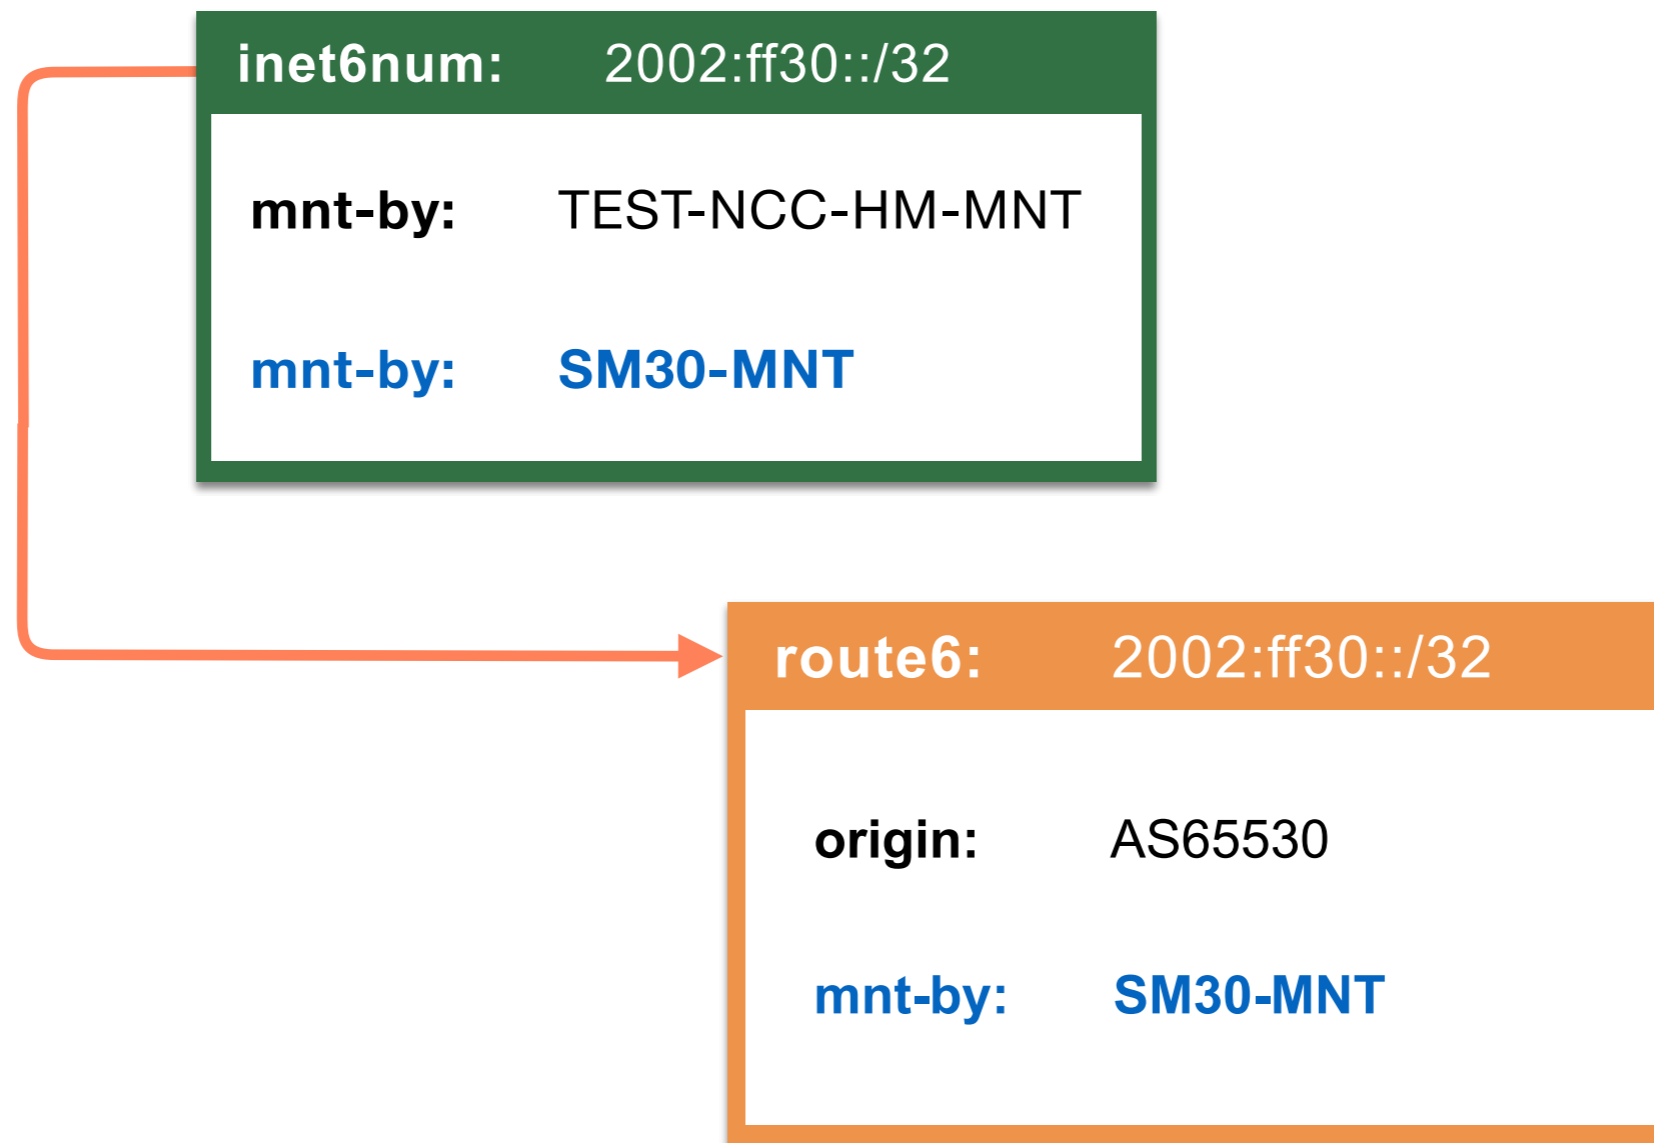 inet6num: 2002:ff30::/32
mnt-by: TEST-NCC-HM-MNT
mnt-by: SM30-MNT
route6: 2002:ff30::/32
origin: AS65530
mnt-by: SM30-MNT